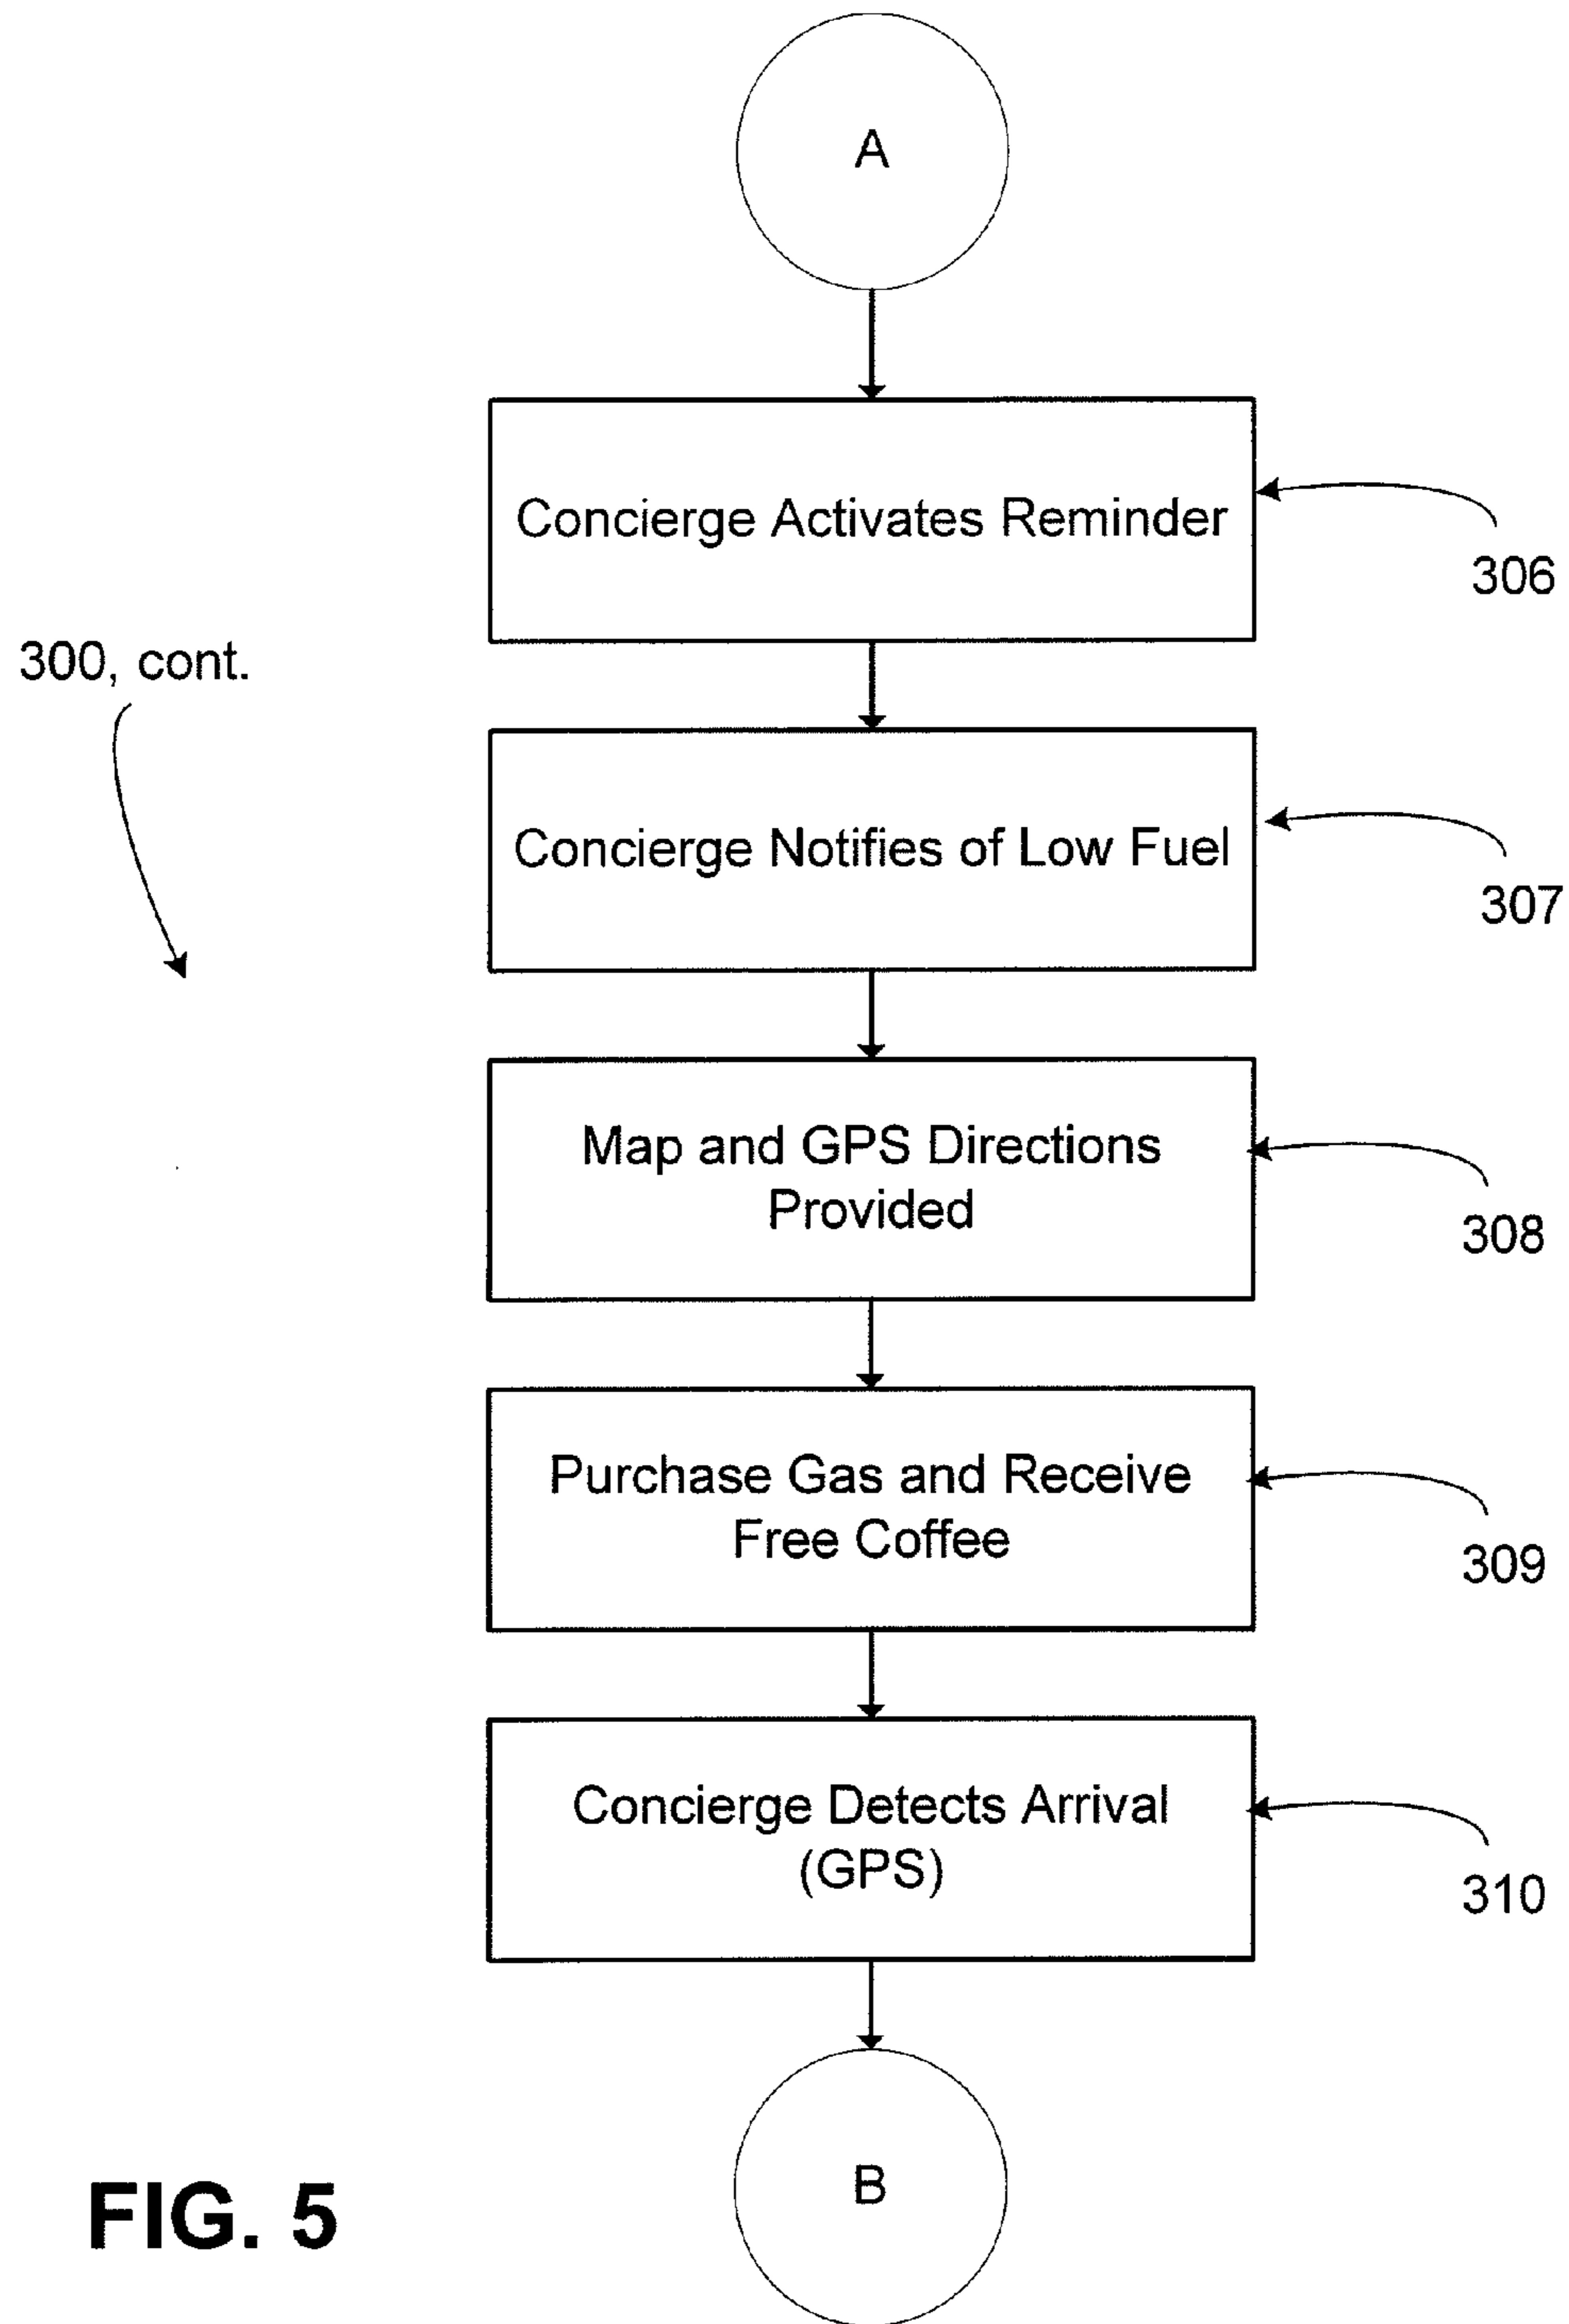 A
Concierge Activates Reminder
306
300, cont.
Concierge Notifies of Low Fuel
307
Map and GPS Directions
Provided
308
Purchase Gas and Receive
Free Coffee
309
Concierge Detects Arrival
(GPS)
310
B
FIG. 5